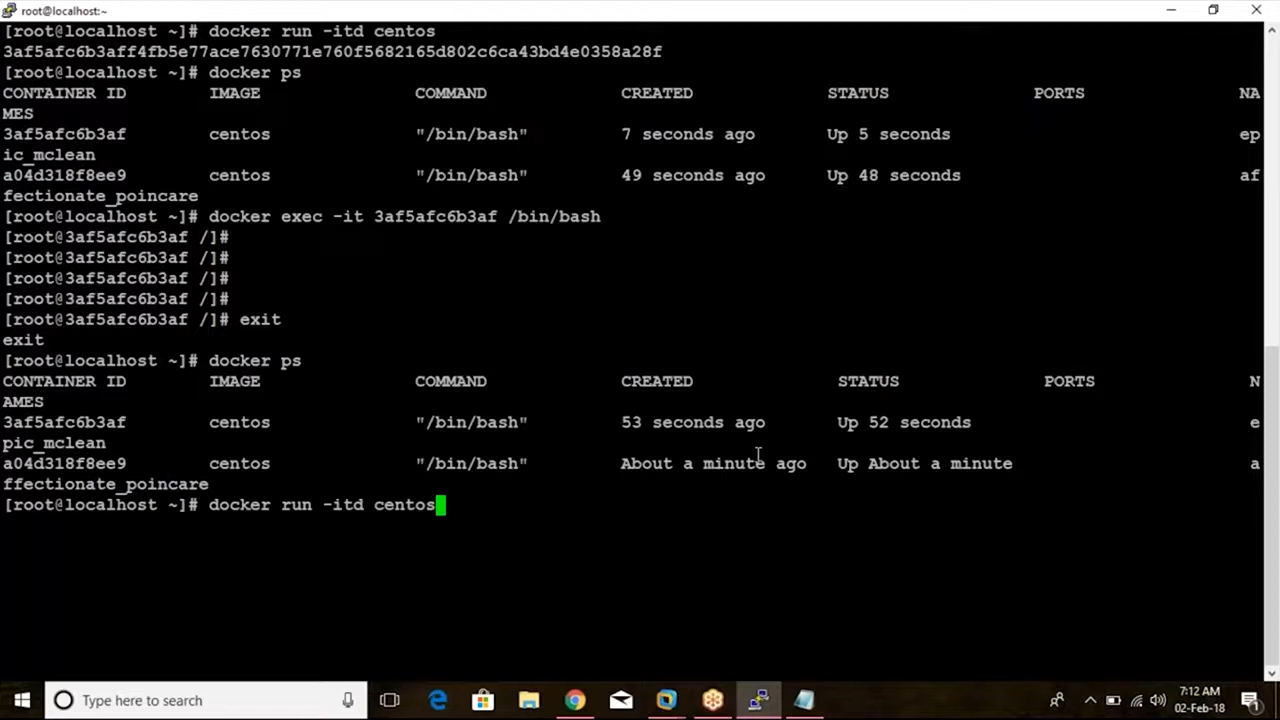 root@localhost:~
[root@localhost ~]# docker run -itd centos
3af5afc6b3aff4fb5e77ace7630771e760f5682165d802c6ca43bd4e0358a28f
[root@localhost ~]# docker ps
CONTAINER ID        IMAGE               COMMAND             CREATED             STATUS              PORTS               NA
MES
3af5afc6b3af        centos              "/bin/bash"         7 seconds ago       Up 5 seconds                            ep
ic_mclean
a04d318f8ee9        centos              "/bin/bash"         49 seconds ago      Up 48 seconds                           af
fectionate_poincare
[root@localhost ~]# docker exec -it 3af5afc6b3af /bin/bash
[root@3af5afc6b3af /]#
[root@3af5afc6b3af /]#
[root@3af5afc6b3af /]#
[root@3af5afc6b3af /]#
[root@3af5afc6b3af /]# exit
exit
[root@localhost ~]# docker ps
CONTAINER ID        IMAGE               COMMAND             CREATED              STATUS              PORTS               N
AMES
3af5afc6b3af        centos              "/bin/bash"         53 seconds ago       Up 52 seconds                           e
pic_mclean
a04d318f8ee9        centos              "/bin/bash"         About a minute ago   Up About a minute                       a
ffectionate_poincare
[root@localhost ~]# docker run -itd centos
Type here to search
7:12 AM
02-Feb-18
1